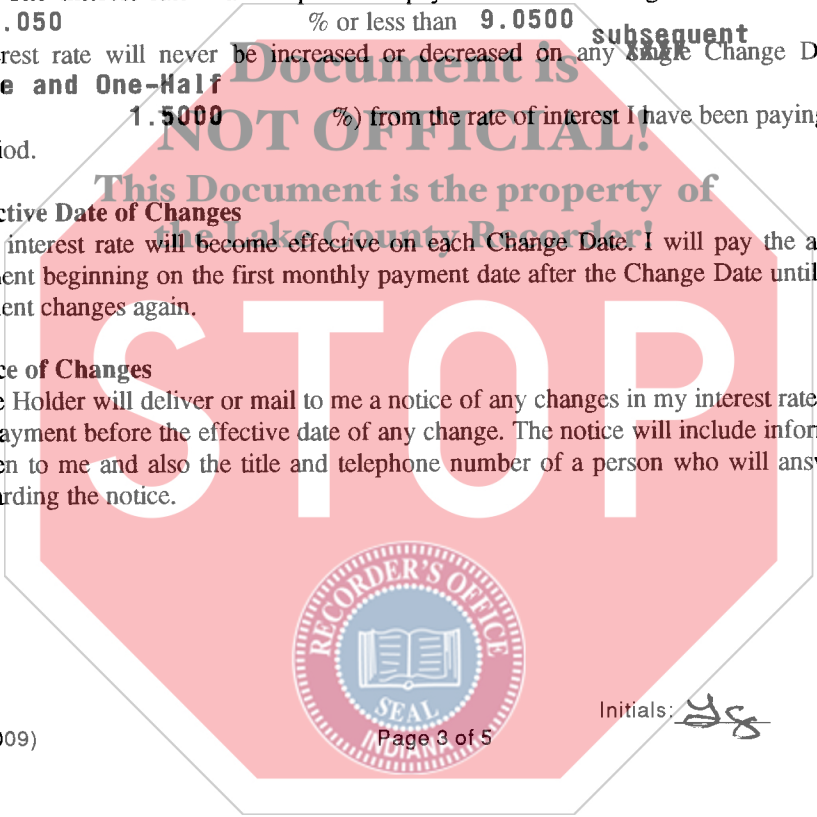 .050 % or less than 9.0500
subsequent
rest rate will never be increased or decreased on any single Change D
e and One-Half
1.5000 %) from the rate of interest I have been paying
iod.
Document is
NOT OFFICIAL!
This Document is the property of
the Lake County Recorder!
ctive Date of Changes
interest rate will become effective on each Change Date. I will pay the a
ent beginning on the first monthly payment date after the Change Date until
ent changes again.
ce of Changes
e Holder will deliver or mail to me a notice of any changes in my interest rate
ayment before the effective date of any change. The notice will include infor
en to me and also the title and telephone number of a person who will ans
rding the notice.
STOP
RECORDER'S OFFICE
SEAL
INDIANA
Initials:
09)
Page 3 of 5